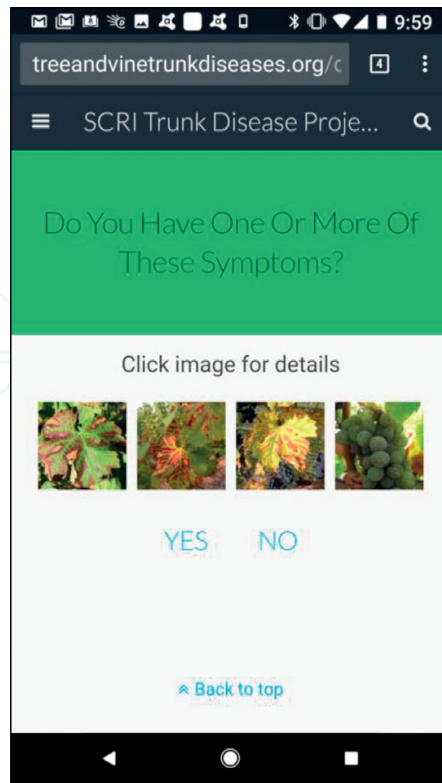 9:59
treeandvinetrunkdiseases.org/c
4
SCRI Trunk Disease Proje...
Do You Have One Or More Of
These Symptoms?
Click image for details
YES NO
Back to top